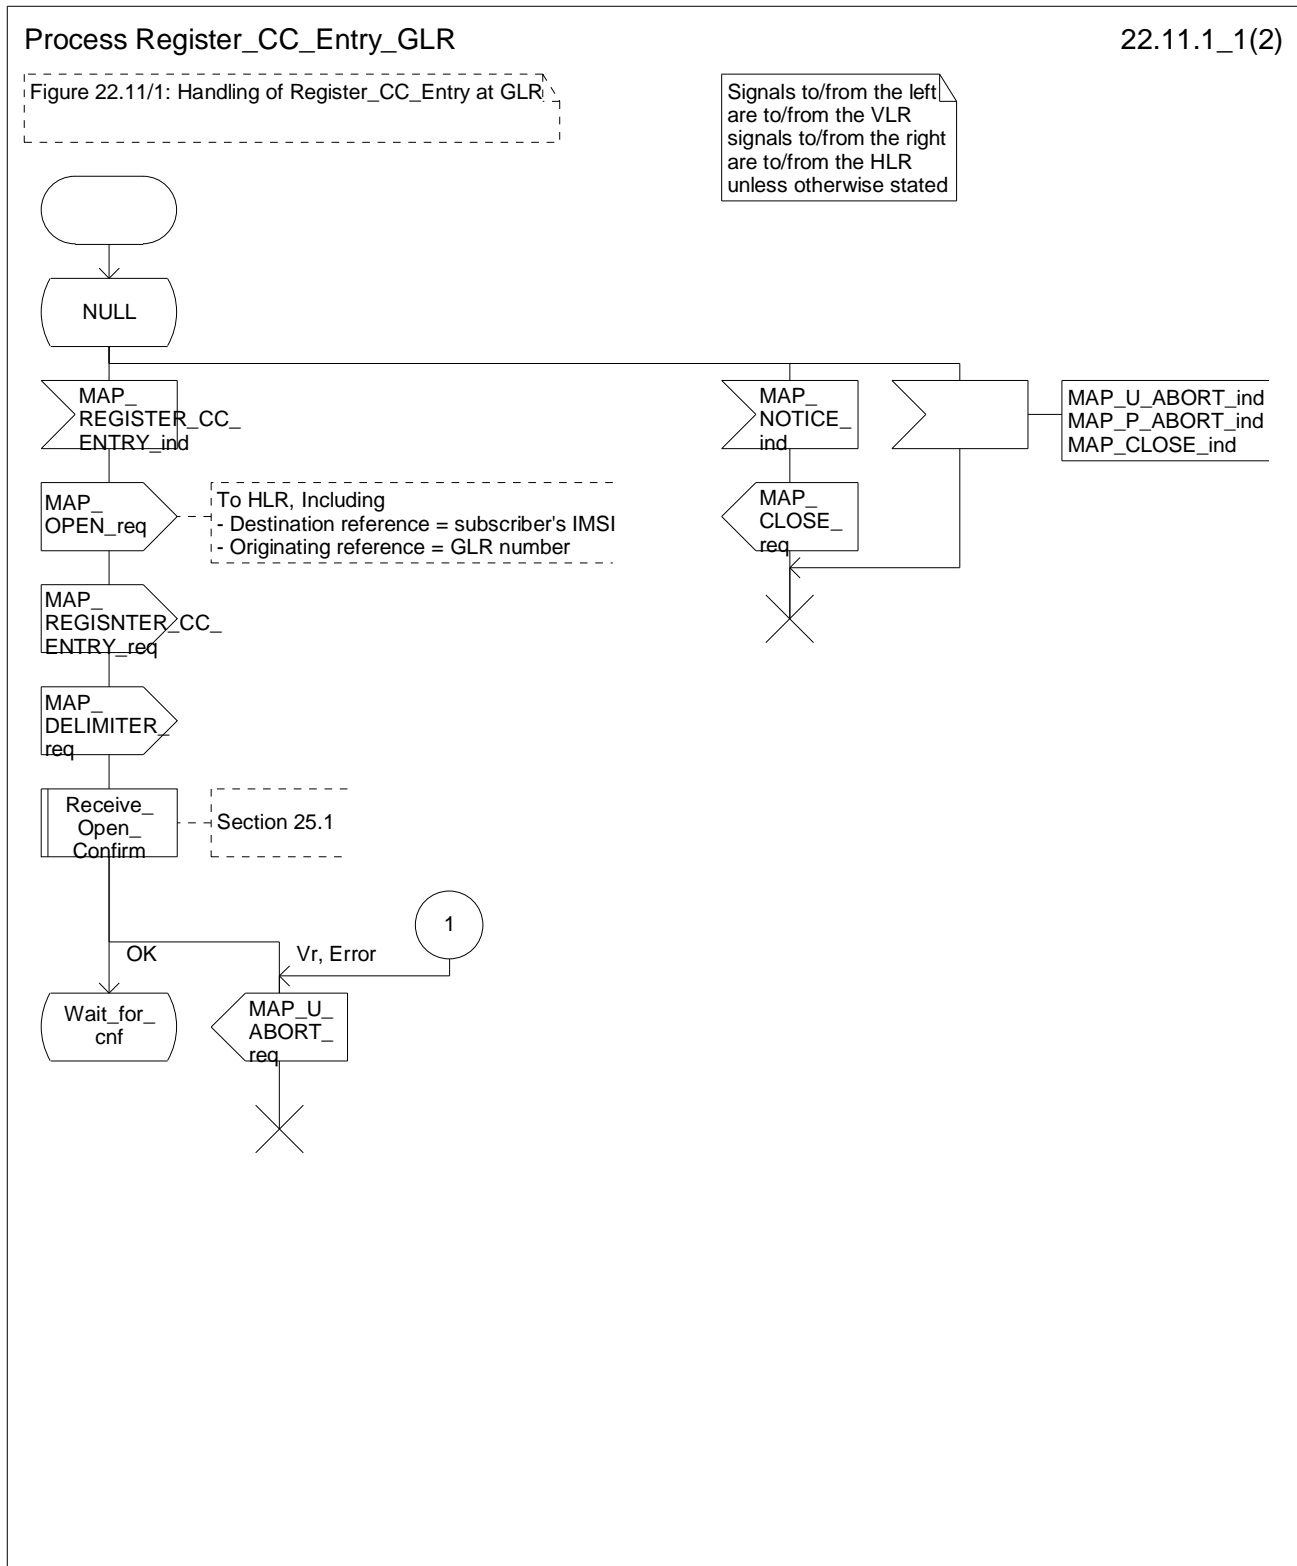 Process Register_CC_Entry_GLR
22.11.1_1(2)
Figure 22.11/1: Handling of Register_CC_Entry at GLR
Signals to/from the left
are to/from the VLR
signals to/from the right
are to/from the HLR
unless otherwise stated
NULL
MAP_
REGISTER_CC_
ENTRY_ind
MAP_
NOTICE_
ind
MAP_U_ABORT_ind
MAP_P_ABORT_ind
MAP_CLOSE_ind
MAP_
OPEN_req
To HLR, Including
- Destination reference = subscriber's IMSI
- Originating reference = GLR number
MAP_
CLOSE_
req
MAP_
REGISNTER_CC_
ENTRY_req
MAP_
DELIMITER_
req
Receive_
Open_
Confirm
Section 25.1
1
OK
Vr, Error
Wait_for_
cnf
MAP_U_
ABORT_
req